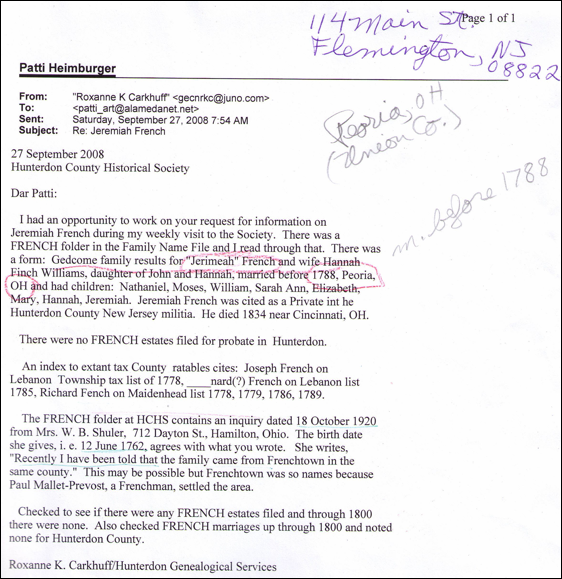 114 Main St. Page 1 of 1
Flemington, NJ
08822
Patti Heimburger
From: "Roxanne K Carkhuff" <gecnrkc@juno.com>
To: <patti_art@alamedanet.net>
Sent: Saturday, September 27, 2008 7:54 AM
Subject: Re: Jeremiah French
Peoria, OH
(Union Co.)
m. before 1788
27 September 2008
Hunterdon County Historical Society
Dar Patti:
I had an opportunity to work on your request for information on
Jeremiah French during my weekly visit to the Society. There was a
FRENCH folder in the Family Name File and I read through that. There was
a form: Gedcome family results for "Jerimeah" French and wife Hannah
Finch Williams, daughter of John and Hannah, married before 1788, Peoria,
OH and had children: Nathaniel, Moses, William, Sarah Ann, Elizabeth,
Mary, Hannah, Jeremiah. Jeremiah French was cited as a Private int he
Hunterdon County New Jersey militia. He died 1834 near Cincinnati, OH.
There were no FRENCH estates filed for probate in Hunterdon.
An index to extant tax County ratables cites: Joseph French on
Lebanon Township tax list of 1778, ____nard(?) French on Lebanon list
1785, Richard Fench on Maidenhead list 1778, 1779, 1786, 1789.
The FRENCH folder at HCHS contains an inquiry dated 18 October 1920
from Mrs. W. B. Shuler, 712 Dayton St., Hamilton, Ohio. The birth date
she gives, i. e. 12 June 1762, agrees with what you wrote. She writes,
"Recently I have been told that the family came from Frenchtown in the
same county." This may be possible but Frenchtown was so names because
Paul Mallet-Prevost, a Frenchman, settled the area.
Checked to see if there were any FRENCH estates filed and through 1800
there were none. Also checked FRENCH marriages up through 1800 and noted
none for Hunterdon County.
Roxanne K. Carkhuff/Hunterdon Genealogical Services